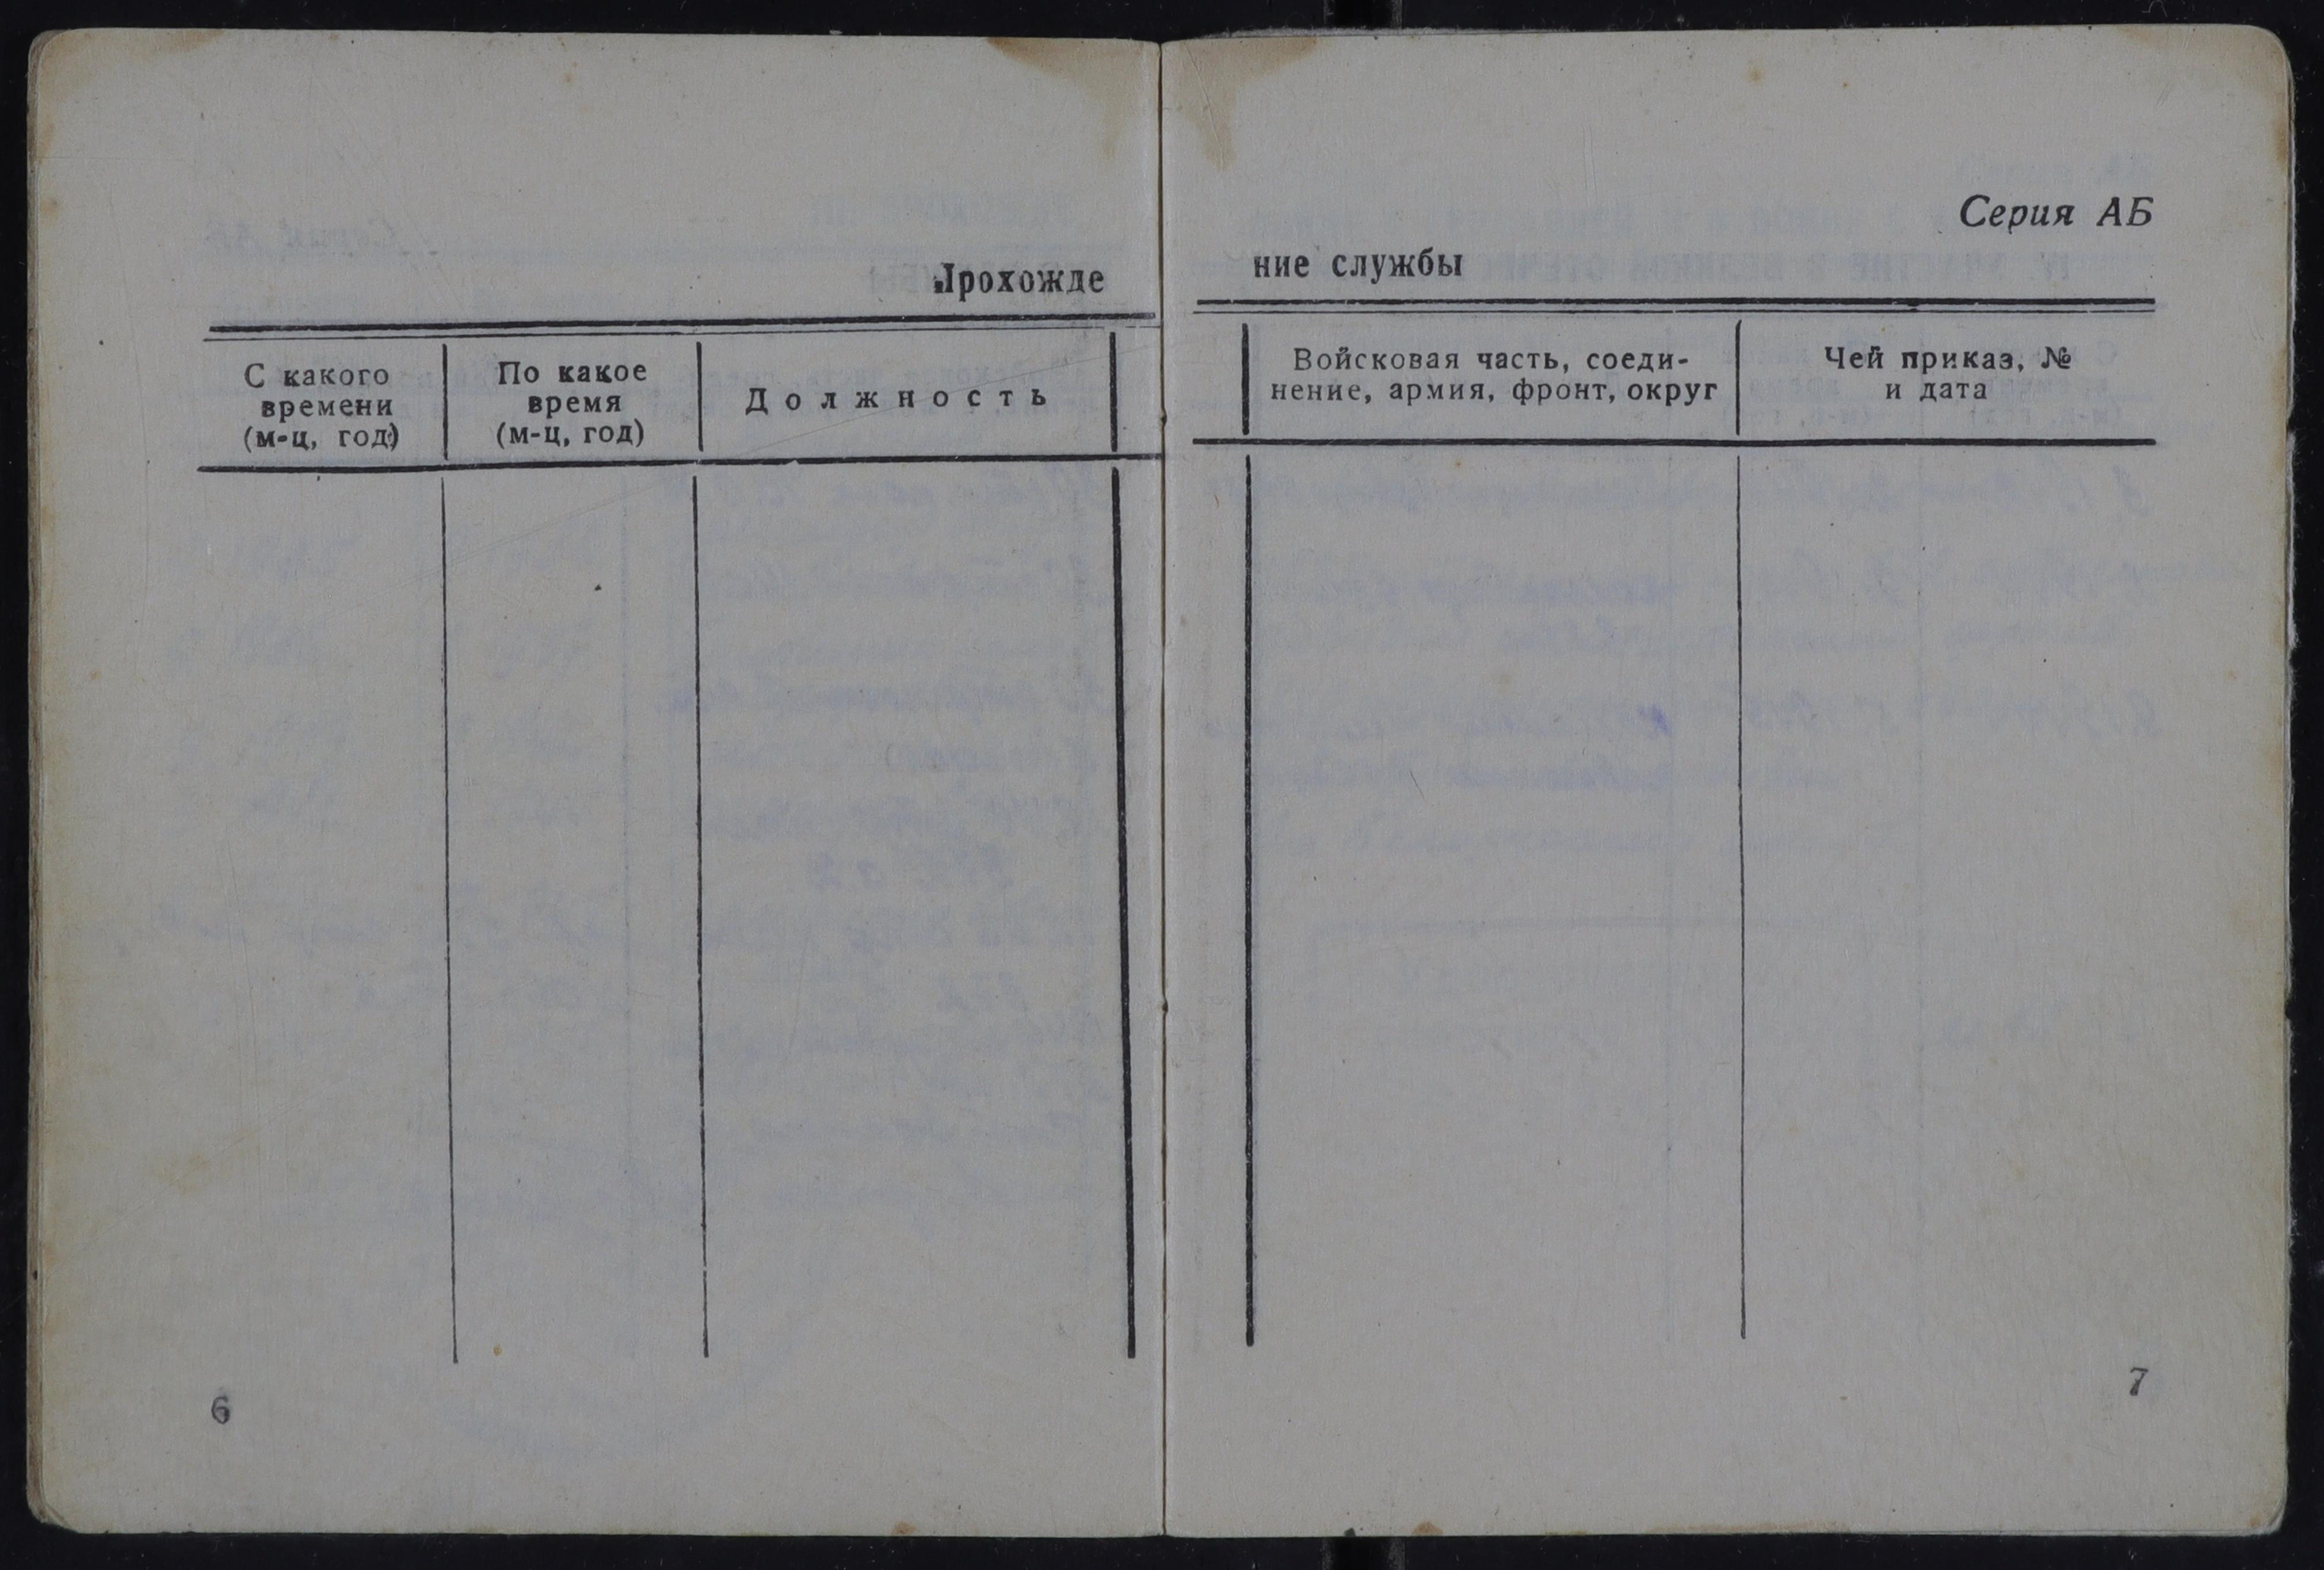 Прохожде
С какого
времени
(м-ц, год)
По какое
время
(м-ц, год)
Должность
6
Серия АБ
ние службы
Войсковая часть, соеди-
нение, армия, фронт, округ
Чей приказ, №
и дата
7